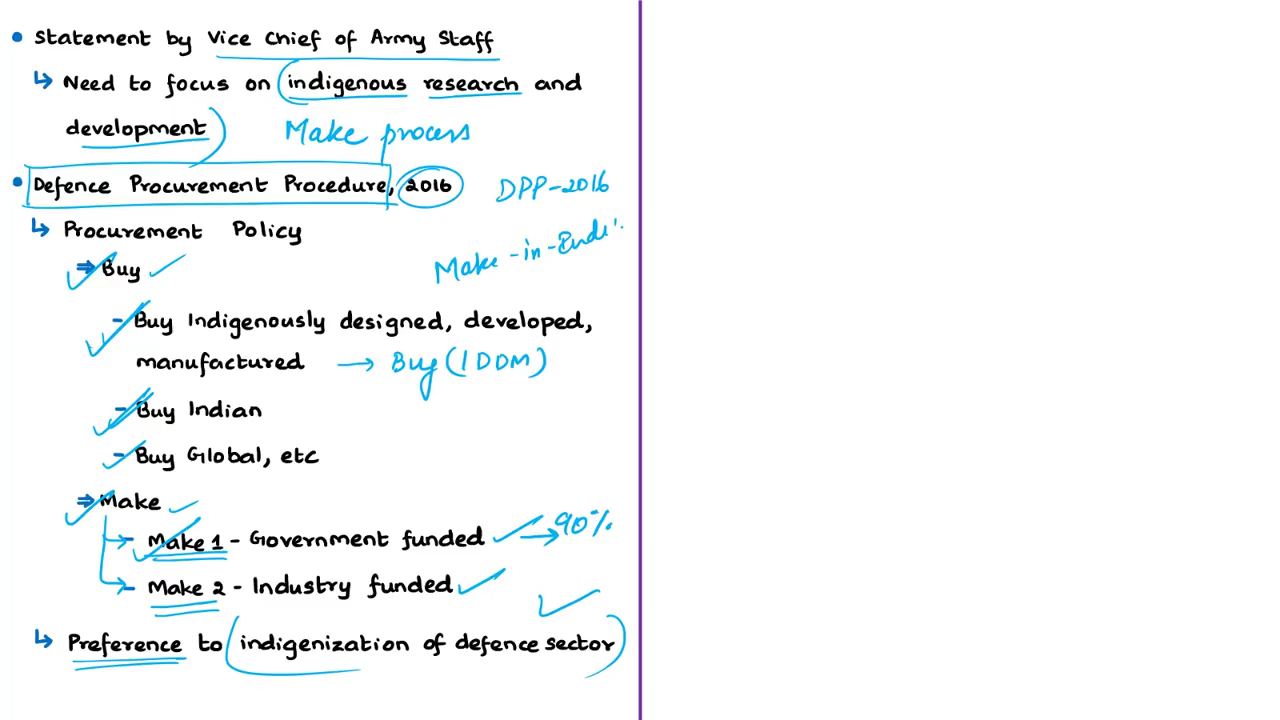 • Statement by Vice Chief of Army Staff
↳ Need to focus on indigenous research and
development
Make process
• Defence Procurement Procedure, 2016
DPP-2016
↳ Procurement Policy
Make-in-
⇒ Buy
- Buy Indigenously designed, developed,
manufactured → Buy (IDDM)
- Buy Indian
- Buy Global, etc
⇒ Make
- Make 1 - Government funded → 90%
- Make 2 - Industry funded
↳ Preference to indigenization of defence sector